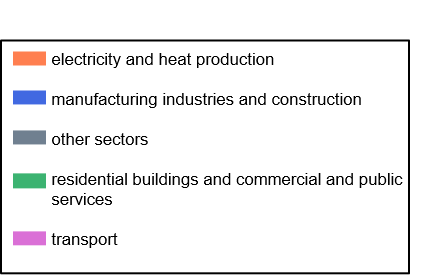 electricity and heat production
manufacturing industries and construction
other sectors
residential buildings and commercial and public
services
transport